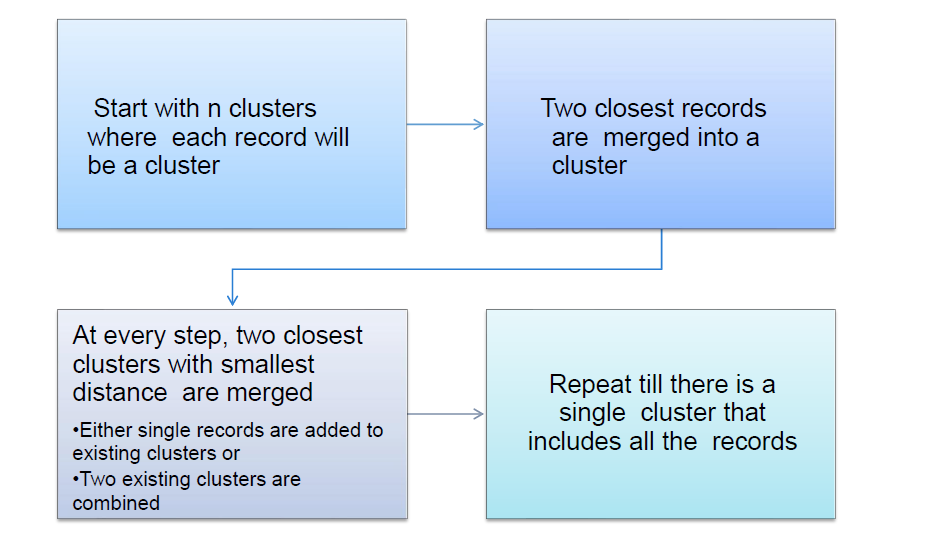 Start with n clusters
where each record will
be a cluster
Two closest records
are merged into a
cluster
At every step, two closest
clusters with smallest
distance are merged
•Either single records are added to
existing clusters or
•Two existing clusters are
combined
Repeat till there is a
single cluster that
includes all the records